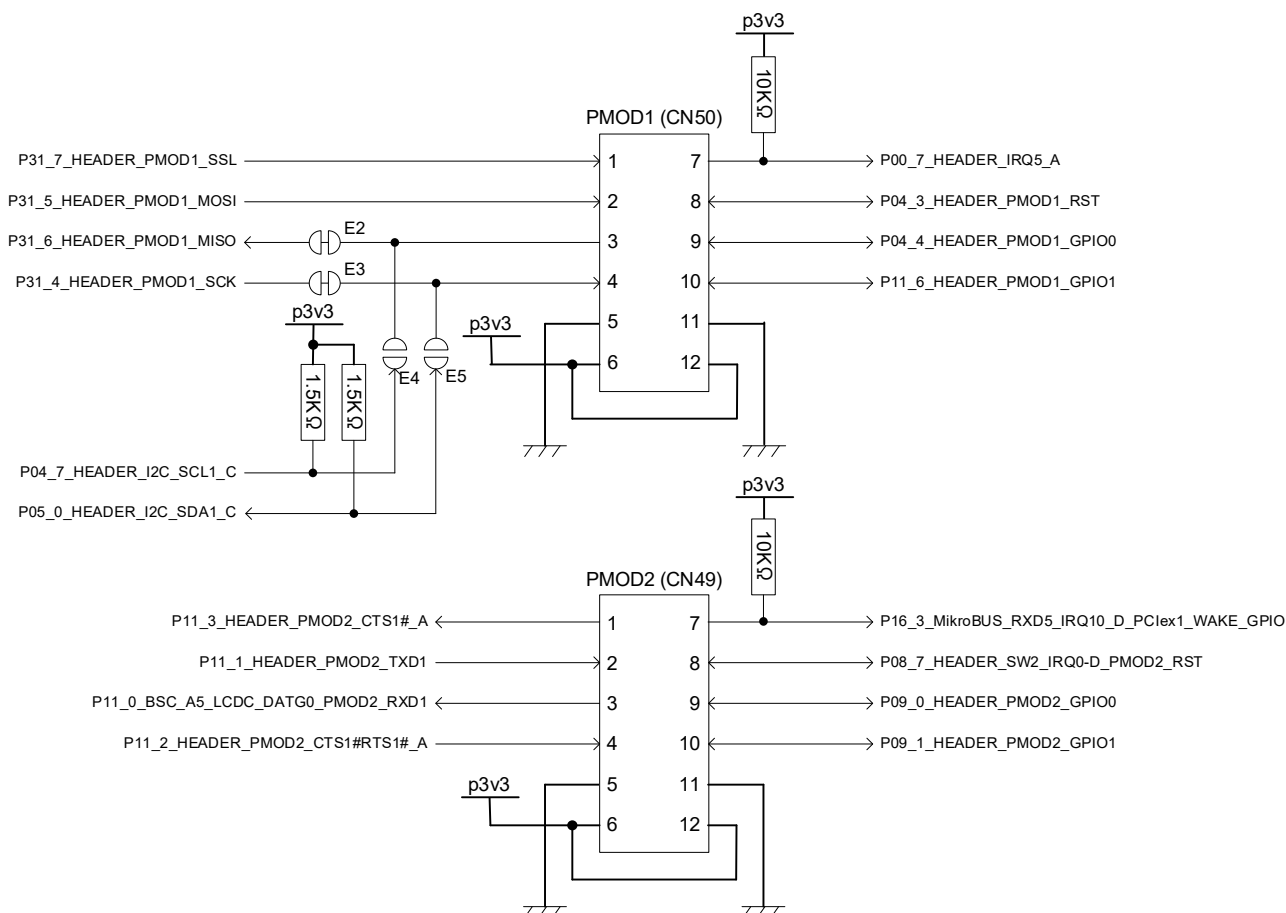 p3v3
10KΩ
PMOD1 (CN50)
P31_7_HEADER_PMOD1_SSL 1 7 P00_7_HEADER_IRQ5_A
P31_5_HEADER_PMOD1_MOSI 2 8 P04_3_HEADER_PMOD1_RST
P31_6_HEADER_PMOD1_MISO E2 3 9 P04_4_HEADER_PMOD1_GPIO0
P31_4_HEADER_PMOD1_SCK E3 4 10 P11_6_HEADER_PMOD1_GPIO1
p3v3 p3v3 5 11
6 12
1.5KΩ 1.5KΩ E4 E5
P04_7_HEADER_I2C_SCL1_C
P05_0_HEADER_I2C_SDA1_C
p3v3
10KΩ
PMOD2 (CN49)
P11_3_HEADER_PMOD2_CTS1#_A 1 7 P16_3_MikroBUS_RXD5_IRQ10_D_PCIex1_WAKE_GPIO
P11_1_HEADER_PMOD2_TXD1 2 8 P08_7_HEADER_SW2_IRQ0-D_PMOD2_RST
P11_0_BSC_A5_LCDC_DATG0_PMOD2_RXD1 3 9 P09_0_HEADER_PMOD2_GPIO0
P11_2_HEADER_PMOD2_CTS1#RTS1#_A 4 10 P09_1_HEADER_PMOD2_GPIO1
p3v3 5 11
6 12